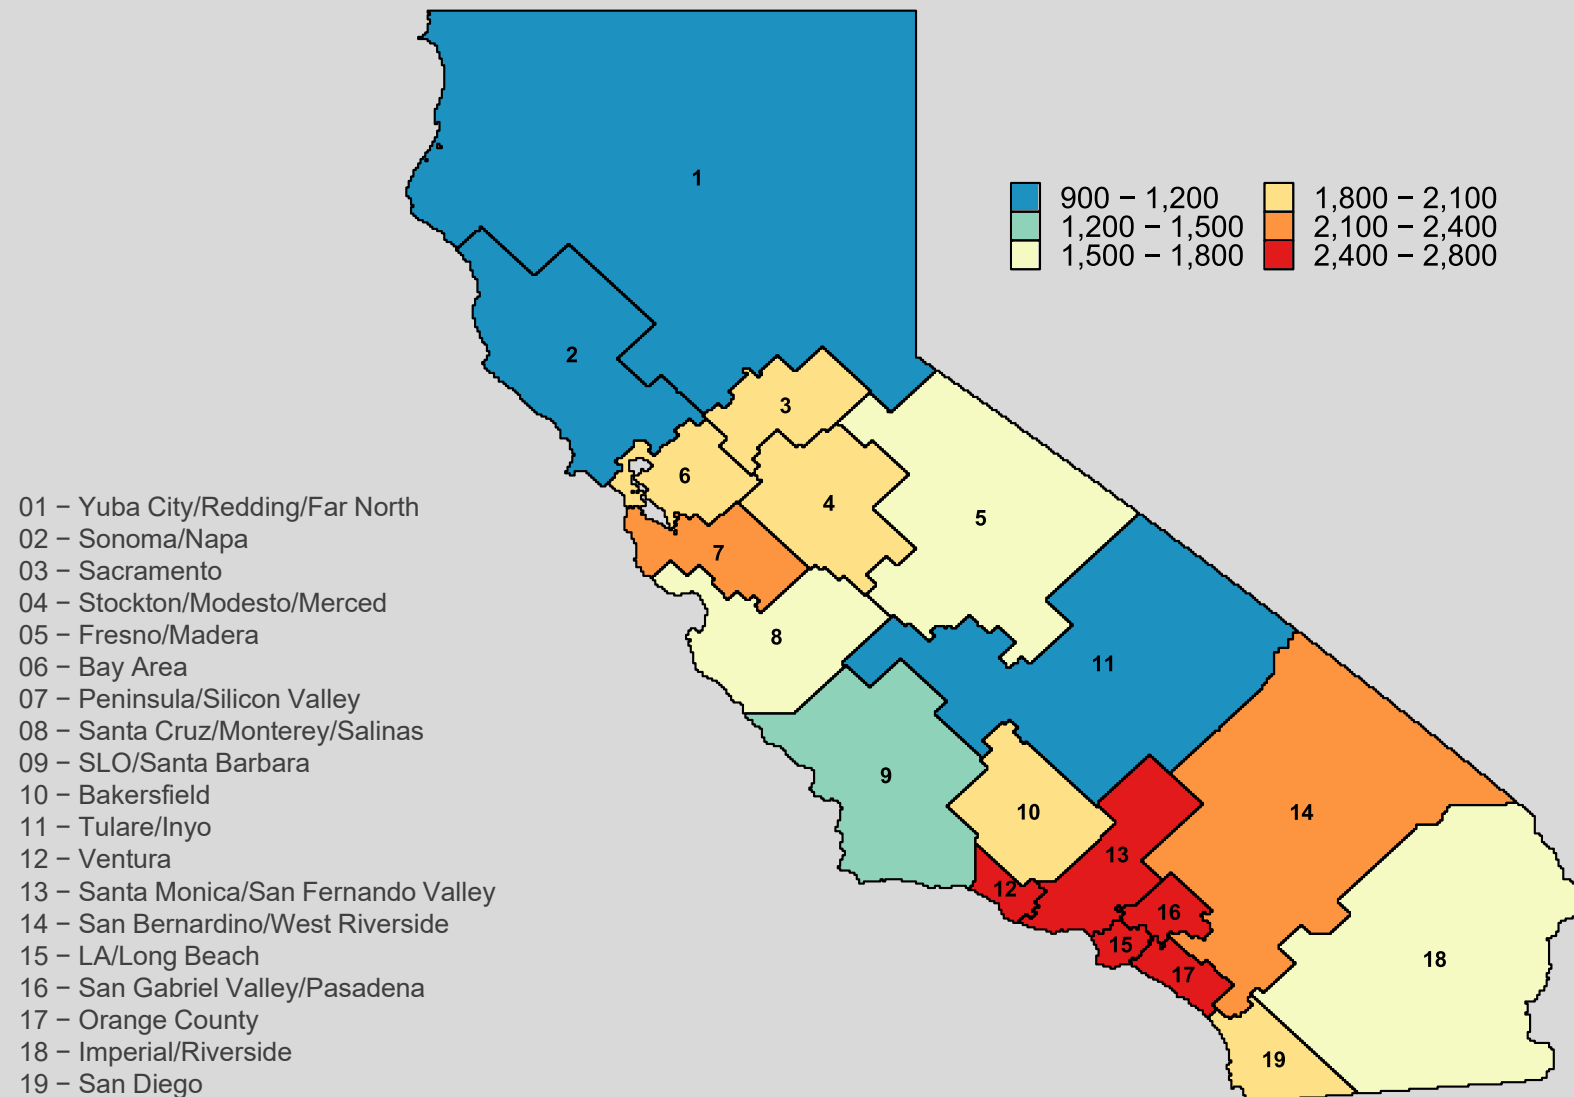 1
900 − 1,200
1,200 − 1,500
1,500 − 1,800
1,800 − 2,100
2,100 − 2,400
2,400 − 2,800
2
3
6
4
5
7
8
11
9
10
14
13
12
16
15
17
18
19
01 − Yuba City/Redding/Far North
02 − Sonoma/Napa
03 − Sacramento
04 − Stockton/Modesto/Merced
05 − Fresno/Madera
06 − Bay Area
07 − Peninsula/Silicon Valley
08 − Santa Cruz/Monterey/Salinas
09 − SLO/Santa Barbara
10 − Bakersfield
11 − Tulare/Inyo
12 − Ventura
13 − Santa Monica/San Fernando Valley
14 − San Bernardino/West Riverside
15 − LA/Long Beach
16 − San Gabriel Valley/Pasadena
17 − Orange County
18 − Imperial/Riverside
19 − San Diego